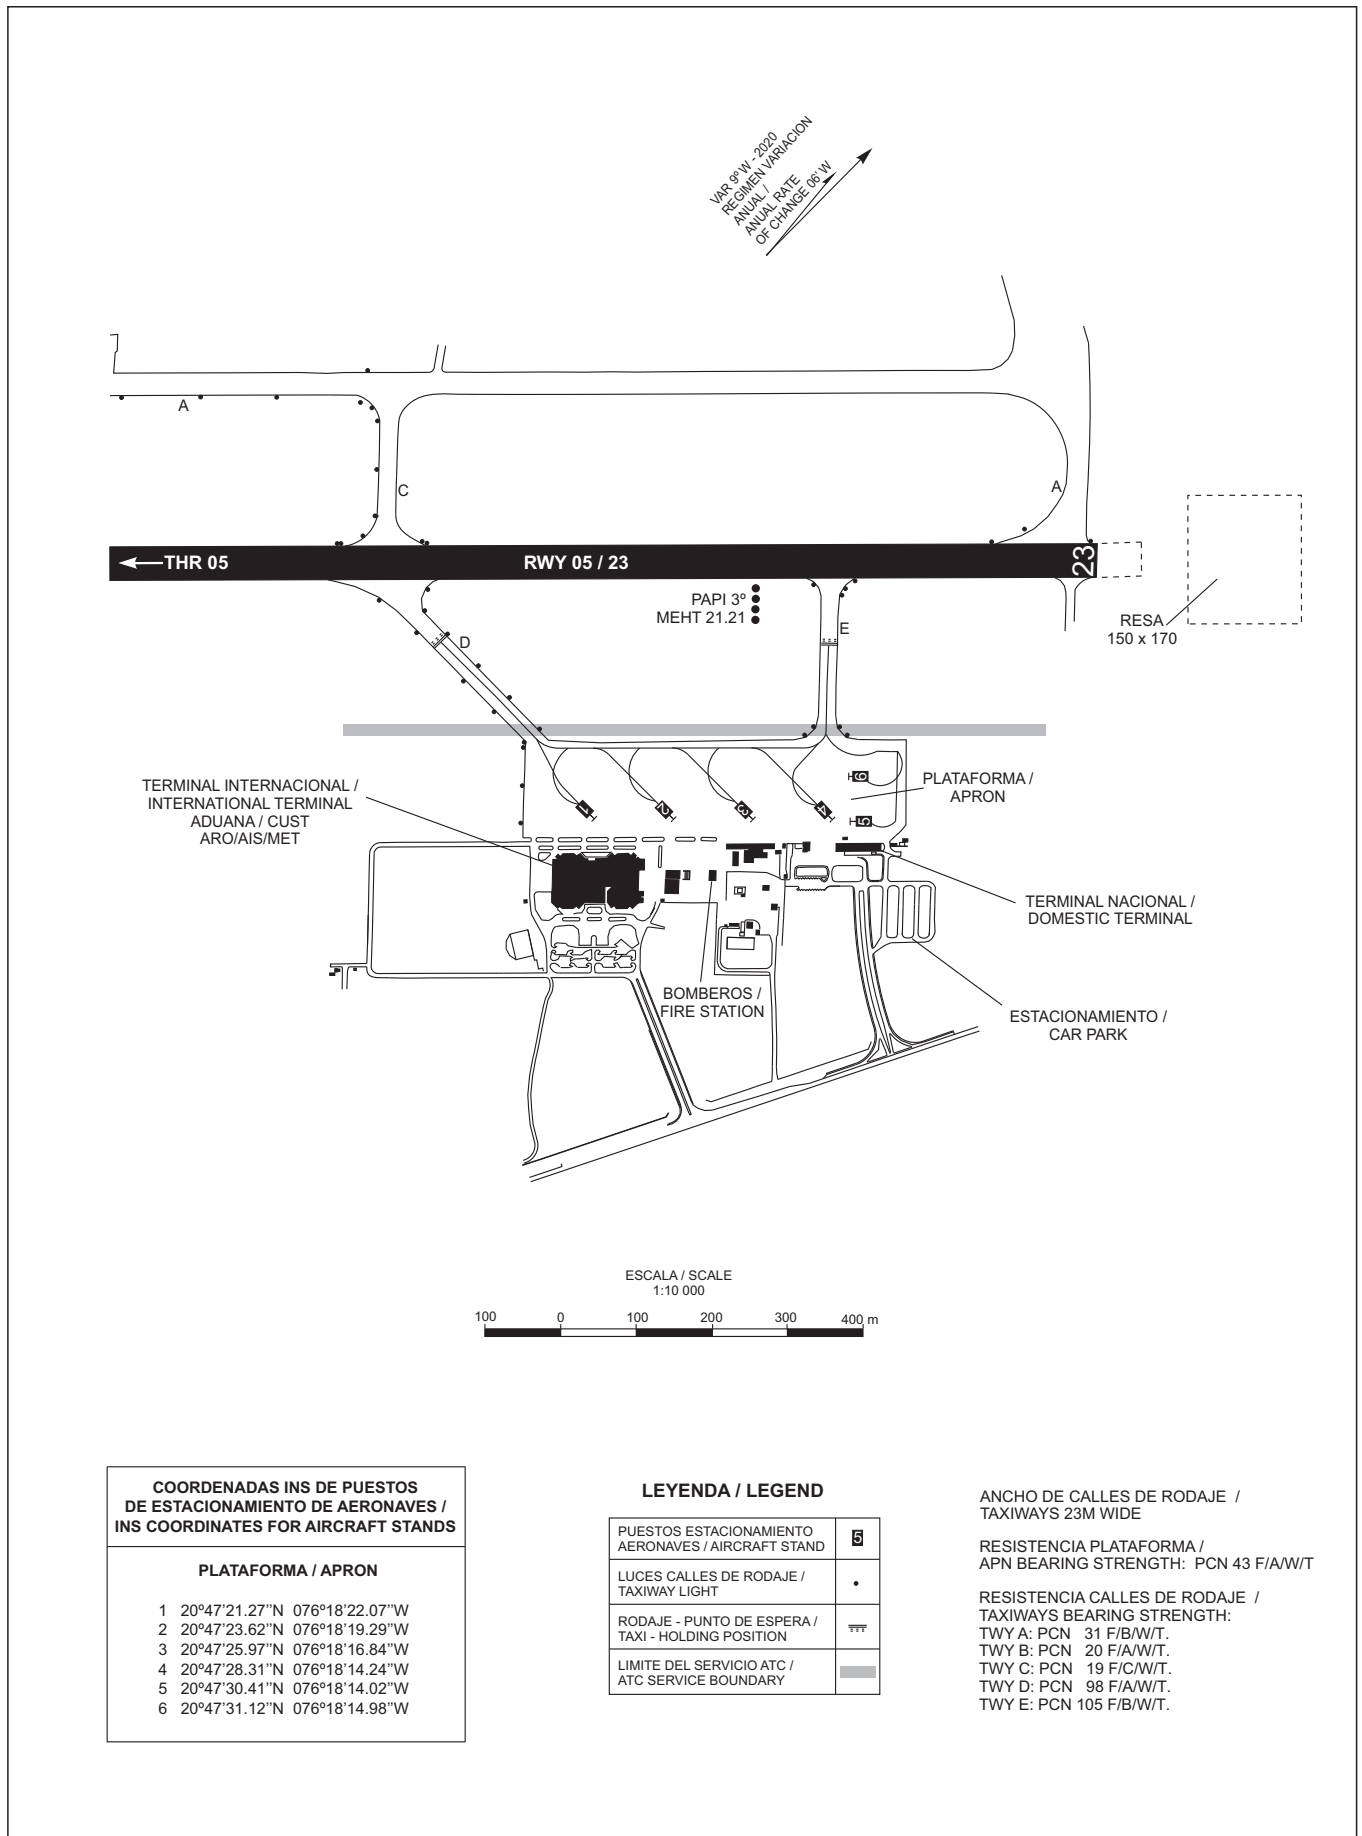 VAR 9º W - 2020
REGIMEN VARIACION
ANUAL /
ANUAL RATE
OF CHANGE 06' W
A
C
A
THR 05
RWY 05 / 23
23
PAPI 3º
MEHT 21.21
D
E
RESA
150 x 170
TERMINAL INTERNACIONAL /
INTERNATIONAL TERMINAL
ADUANA / CUST
ARO/AIS/MET
1
2
3
4
6
5
PLATAFORMA /
APRON
TERMINAL NACIONAL /
DOMESTIC TERMINAL
BOMBEROS /
FIRE STATION
ESTACIONAMIENTO /
CAR PARK
ESCALA / SCALE
1:10 000
100 0 100 200 300 400 m
COORDENADAS INS DE PUESTOS
DE ESTACIONAMIENTO DE AERONAVES /
INS COORDINATES FOR AIRCRAFT STANDS
PLATAFORMA / APRON
1 20º47'21.27"N 076º18'22.07"W
2 20º47'23.62"N 076º18'19.29"W
3 20º47'25.97"N 076º18'16.84"W
4 20º47'28.31"N 076º18'14.24"W
5 20º47'30.41"N 076º18'14.02"W
6 20º47'31.12"N 076º18'14.98"W
LEYENDA / LEGEND
PUESTOS ESTACIONAMIENTO
AERONAVES / AIRCRAFT STAND 5
LUCES CALLES DE RODAJE /
TAXIWAY LIGHT
RODAJE - PUNTO DE ESPERA /
TAXI - HOLDING POSITION
LIMITE DEL SERVICIO ATC /
ATC SERVICE BOUNDARY
ANCHO DE CALLES DE RODAJE /
TAXIWAYS 23M WIDE
RESISTENCIA PLATAFORMA /
APN BEARING STRENGTH: PCN 43 F/A/W/T
RESISTENCIA CALLES DE RODAJE /
TAXIWAYS BEARING STRENGTH:
TWY A: PCN 31 F/B/W/T.
TWY B: PCN 20 F/A/W/T.
TWY C: PCN 19 F/C/W/T.
TWY D: PCN 98 F/A/W/T.
TWY E: PCN 105 F/B/W/T.